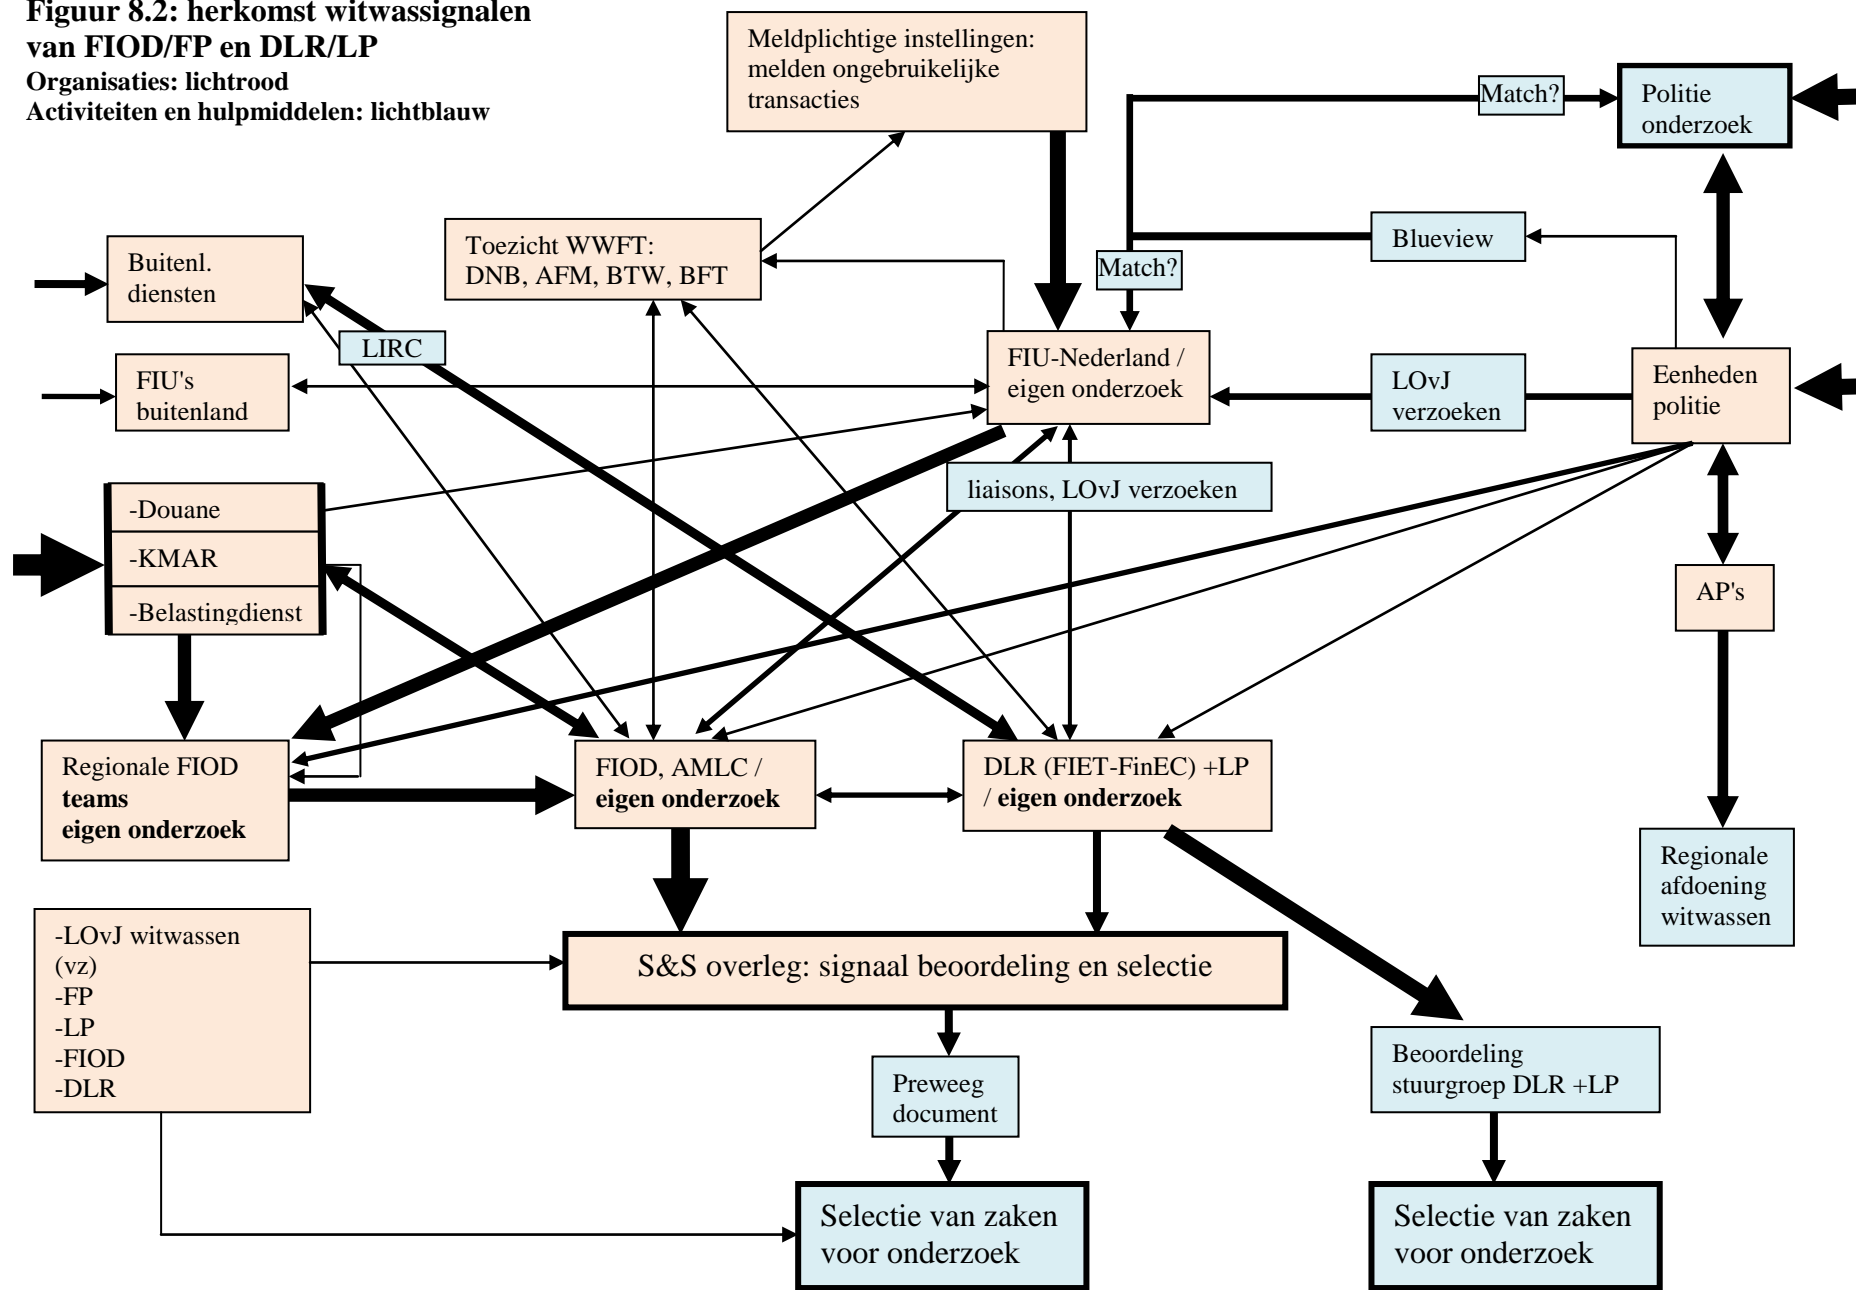 Figuur 8.2: herkomst witwassignalen
van FIOD/FP en DLR/LP
Organisaties: lichtrood
Activiteiten en hulpmiddelen: lichtblauw
Meldplichtige instellingen:
melden ongebruikelijke
transacties
Match?
Politie
onderzoek
Buitenl.
diensten
Toezicht WWFT:
DNB, AFM, BTW, BFT
Match?
Blueview
LIRC
FIU's
buitenland
FIU-Nederland /
eigen onderzoek
LOvJ
verzoeken
Eenheden
politie
-Douane
-KMAR
-Belastingdienst
liaisons, LOvJ verzoeken
AP's
Regionale FIOD
teams
eigen onderzoek
FIOD, AMLC /
eigen onderzoek
DLR (FIET-FinEC) +LP
/ eigen onderzoek
Regionale
afdoening
witwassen
-LOvJ witwassen
(vz)
-FP
-LP
-FIOD
-DLR
S&S overleg: signaal beoordeling en selectie
Preweeg
document
Beoordeling
stuurgroep DLR +LP
Selectie van zaken
voor onderzoek
Selectie van zaken
voor onderzoek